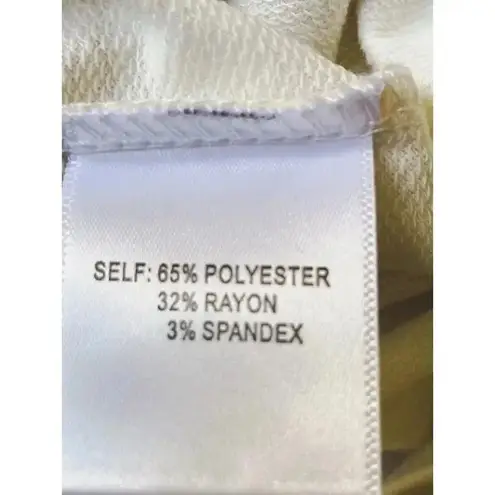 SELF: 65% POLYESTER
32% RAYON
3% SPANDEX